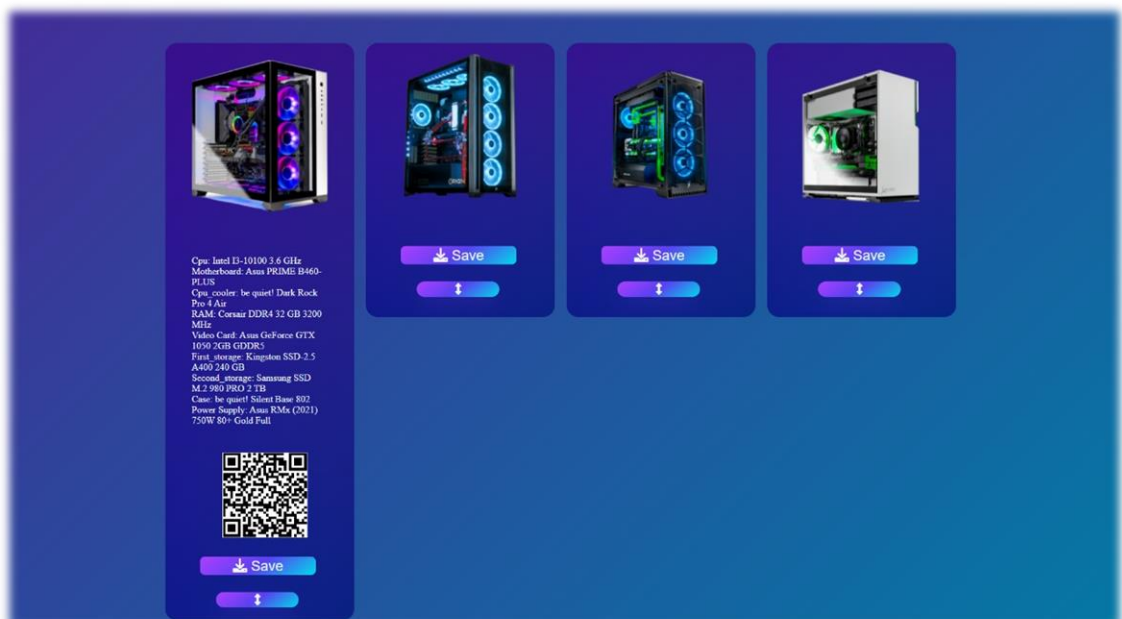 Cpu: Intel I3-10100 3.6 GHz
Motherboard: Asus PRIME B460-
PLUS
Cpu_cooler: be quiet! Dark Rock
Pro 4 Air
RAM: Corsair DDR4 32 GB 3200
MHz
Video Card: Asus GeForce GTX
1050 2GB GDDR5
First_storage: Kingston SSD-2.5
A400 240 GB
Second_storage: Samsung SSD
M.2 980 PRO 2 TB
Case: be quiet! Silent Base 802
Power Supply: Asus RMx (2021)
750W 80+ Gold Full
Save
Save
Save
Save